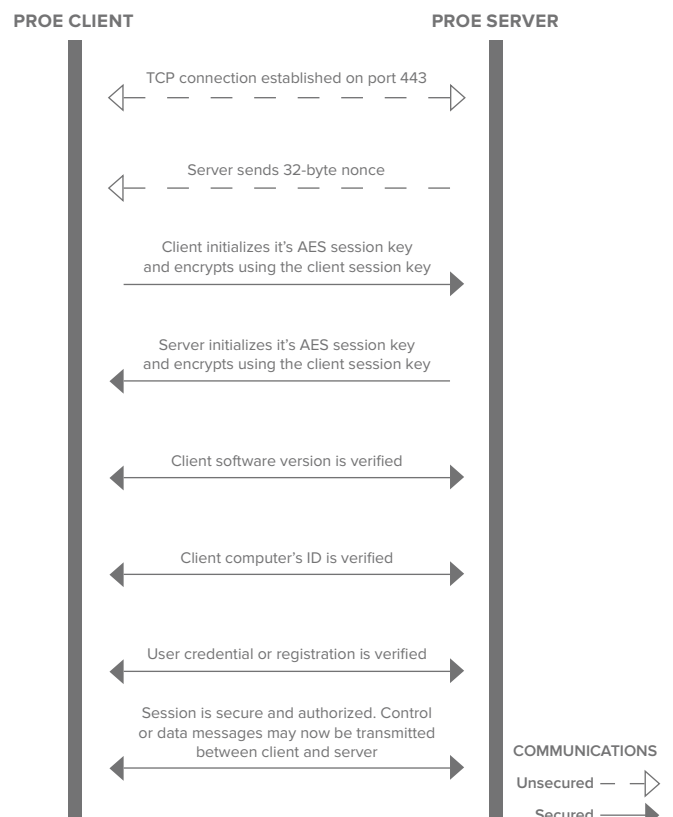 PROE CLIENT
PROE SERVER
TCP connection established on port 443
Server sends 32-byte nonce
Client initializes it's AES session key
and encrypts using the client session key
Server initializes it's AES session key
and encrypts using the client session key
Client software version is verified
Client computer's ID is verified
User credential or registration is verified
Session is secure and authorized. Control
or data messages may now be transmitted
between client and server
COMMUNICATIONS
Unsecured
Secured